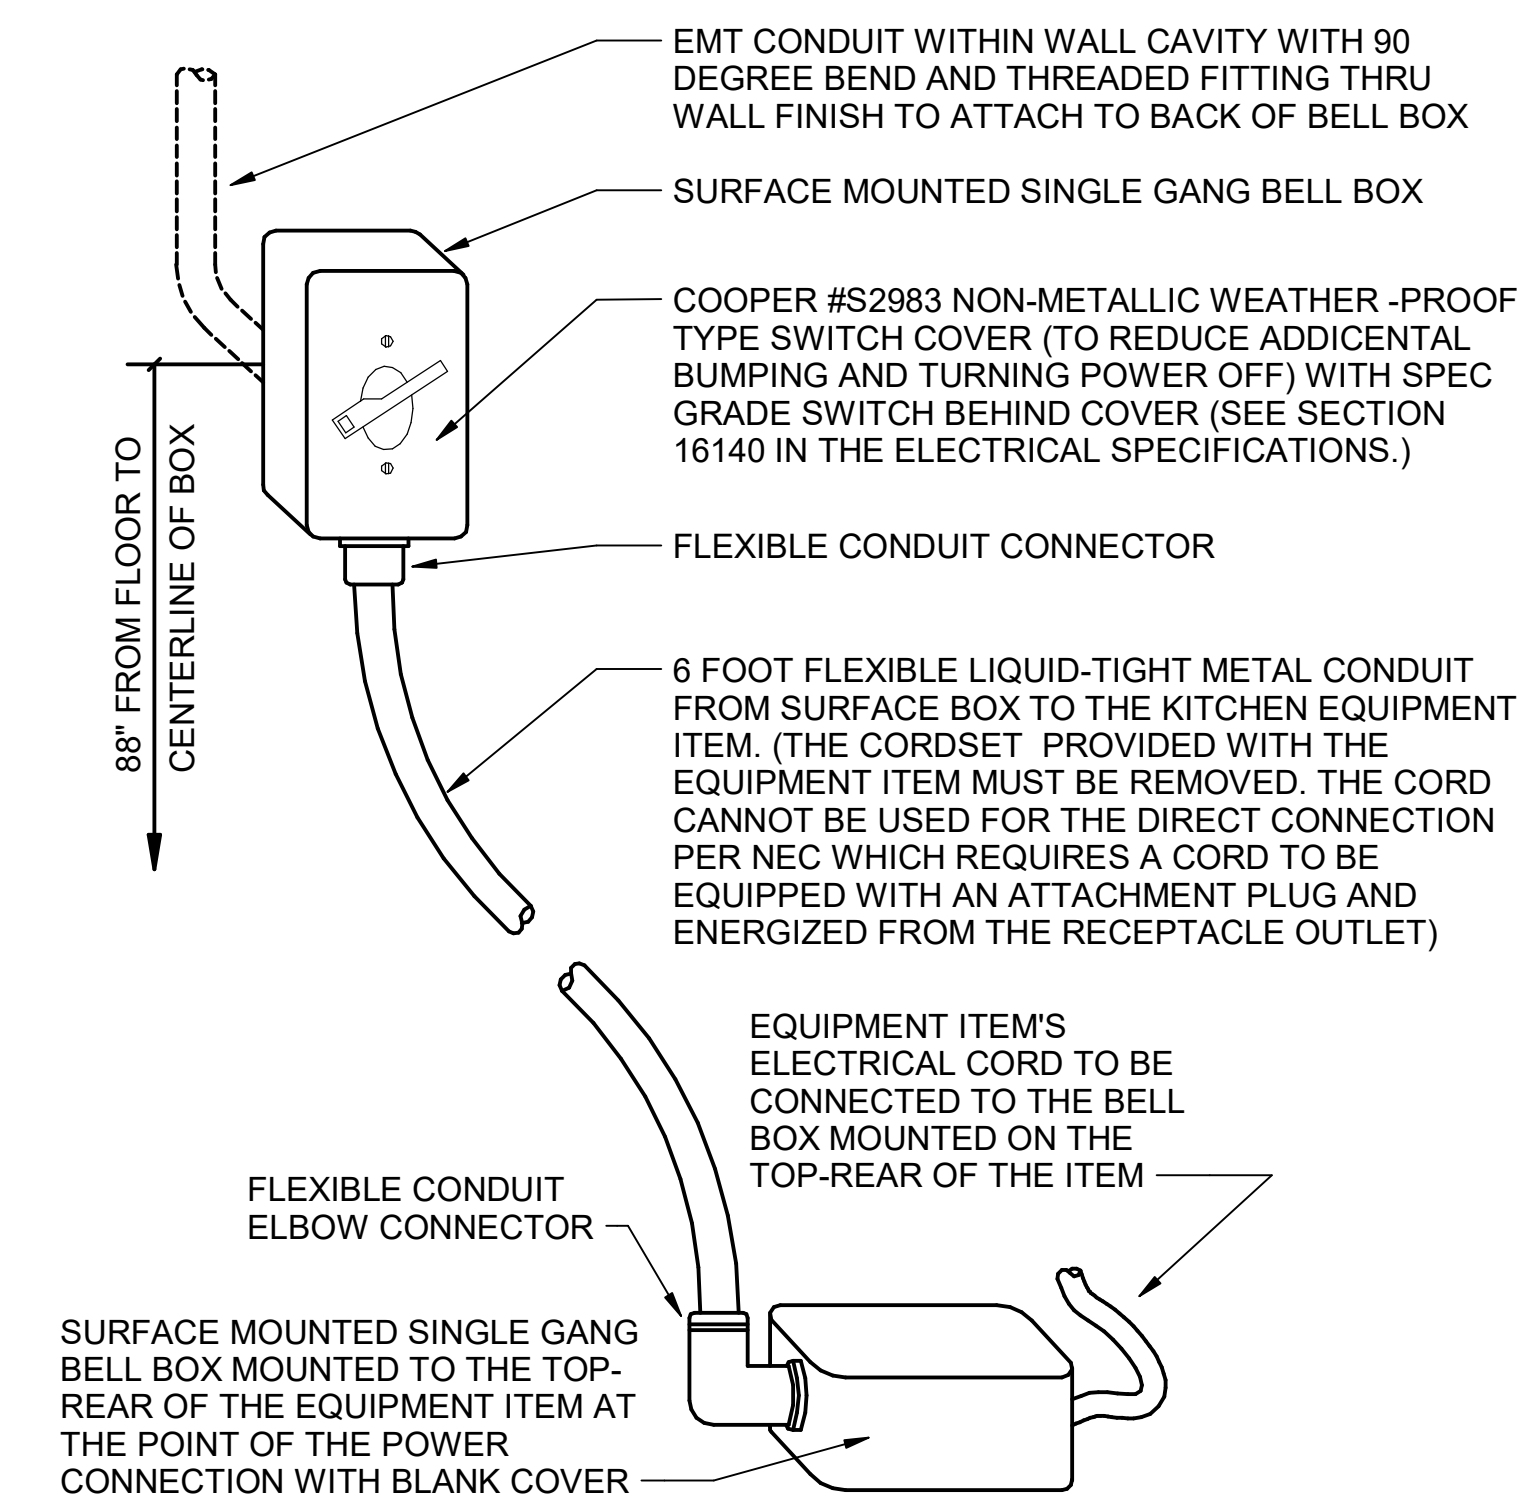 EMT CONDUIT WITHIN WALL CAVITY WITH 90
DEGREE BEND AND THREADED FITTING THRU
WALL FINISH TO ATTACH TO BACK OF BELL BOX
SURFACE MOUNTED SINGLE GANG BELL BOX
COOPER #S2983 NON-METALLIC WEATHER -PROOF
TYPE SWITCH COVER (TO REDUCE ADDICENTAL
BUMPING AND TURNING POWER OFF) WITH SPEC
GRADE SWITCH BEHIND COVER (SEE SECTION
16140 IN THE ELECTRICAL SPECIFICATIONS.)
88" FROM FLOOR TO
CENTERLINE OF BOX
FLEXIBLE CONDUIT CONNECTOR
6 FOOT FLEXIBLE LIQUID-TIGHT METAL CONDUIT
FROM SURFACE BOX TO THE KITCHEN EQUIPMENT
ITEM. (THE CORDSET  PROVIDED WITH THE
EQUIPMENT ITEM MUST BE REMOVED. THE CORD
CANNOT BE USED FOR THE DIRECT CONNECTION
PER NEC WHICH REQUIRES A CORD TO BE
EQUIPPED WITH AN ATTACHMENT PLUG AND
ENERGIZED FROM THE RECEPTACLE OUTLET)
EQUIPMENT ITEM'S
ELECTRICAL CORD TO BE
CONNECTED TO THE BELL
BOX MOUNTED ON THE
TOP-REAR OF THE ITEM
FLEXIBLE CONDUIT
ELBOW CONNECTOR
SURFACE MOUNTED SINGLE GANG
BELL BOX MOUNTED TO THE TOP-
REAR OF THE EQUIPMENT ITEM AT
THE POINT OF THE POWER
CONNECTION WITH BLANK COVER